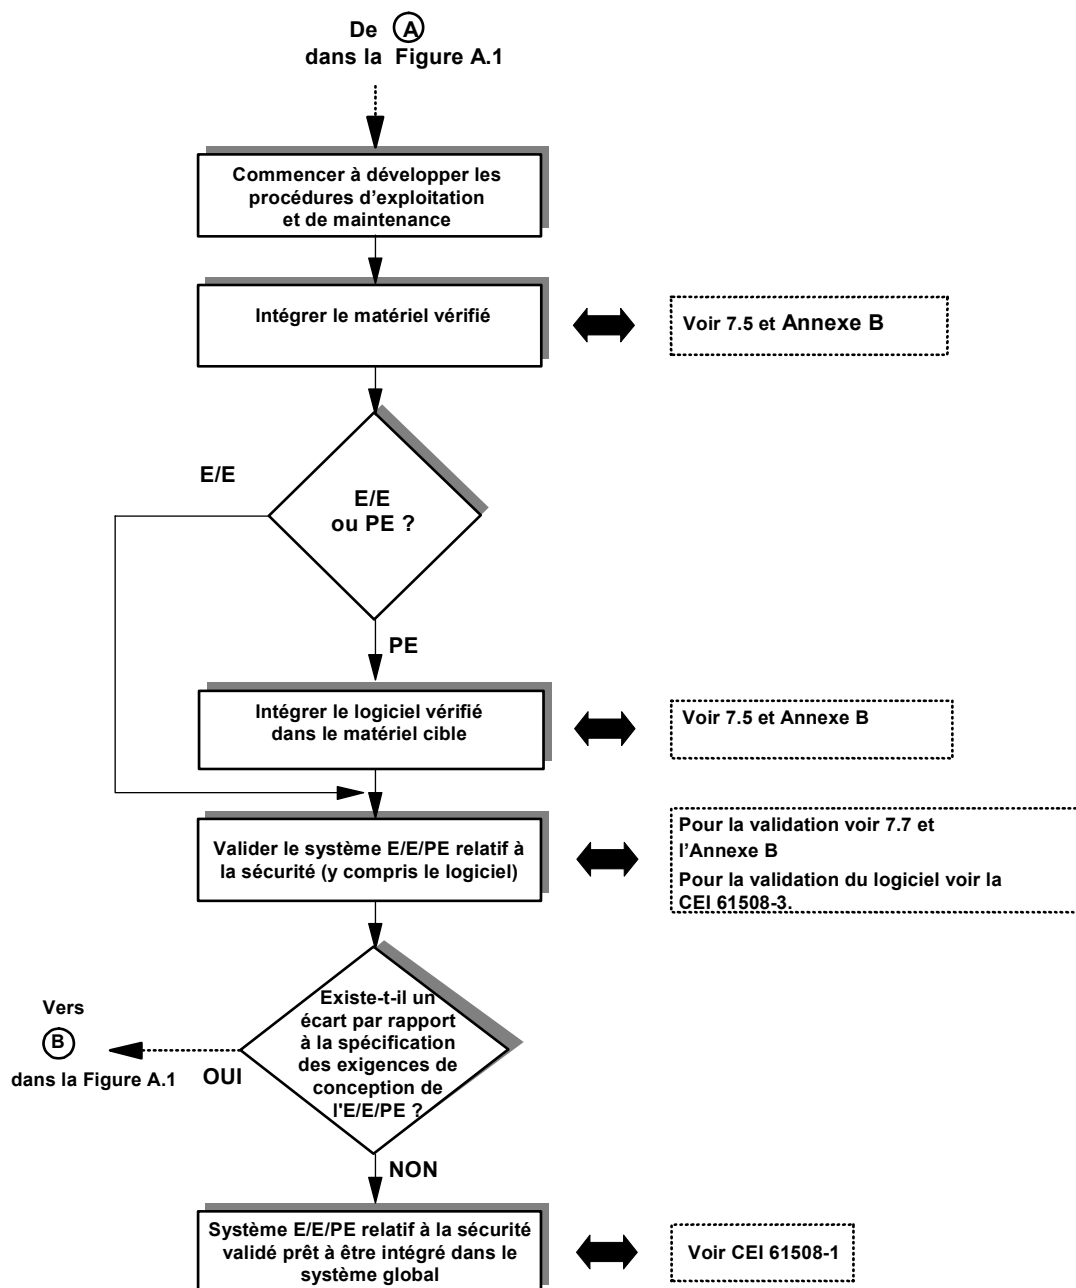 De A
dans la Figure A.1
Commencer à développer les
procédures d'exploitation
et de maintenance
Intégrer le matériel vérifié
Voir 7.5 et Annexe B
E/E
E/E
ou PE ?
PE
Intégrer le logiciel vérifié
dans le matériel cible
Voir 7.5 et Annexe B
Valider le système E/E/PE relatif à
la sécurité (y compris le logiciel)
Pour la validation voir 7.7 et
l'Annexe B
Pour la validation du logiciel voir la
CEI 61508-3.
Existe-t-il un
écart par rapport
à la spécification
des exigences de
conception de
l'E/E/PE ?
Vers
B
dans la Figure A.1
OUI
NON
Système E/E/PE relatif à la sécurité
validé prêt à être intégré dans le
système global
Voir CEI 61508-1